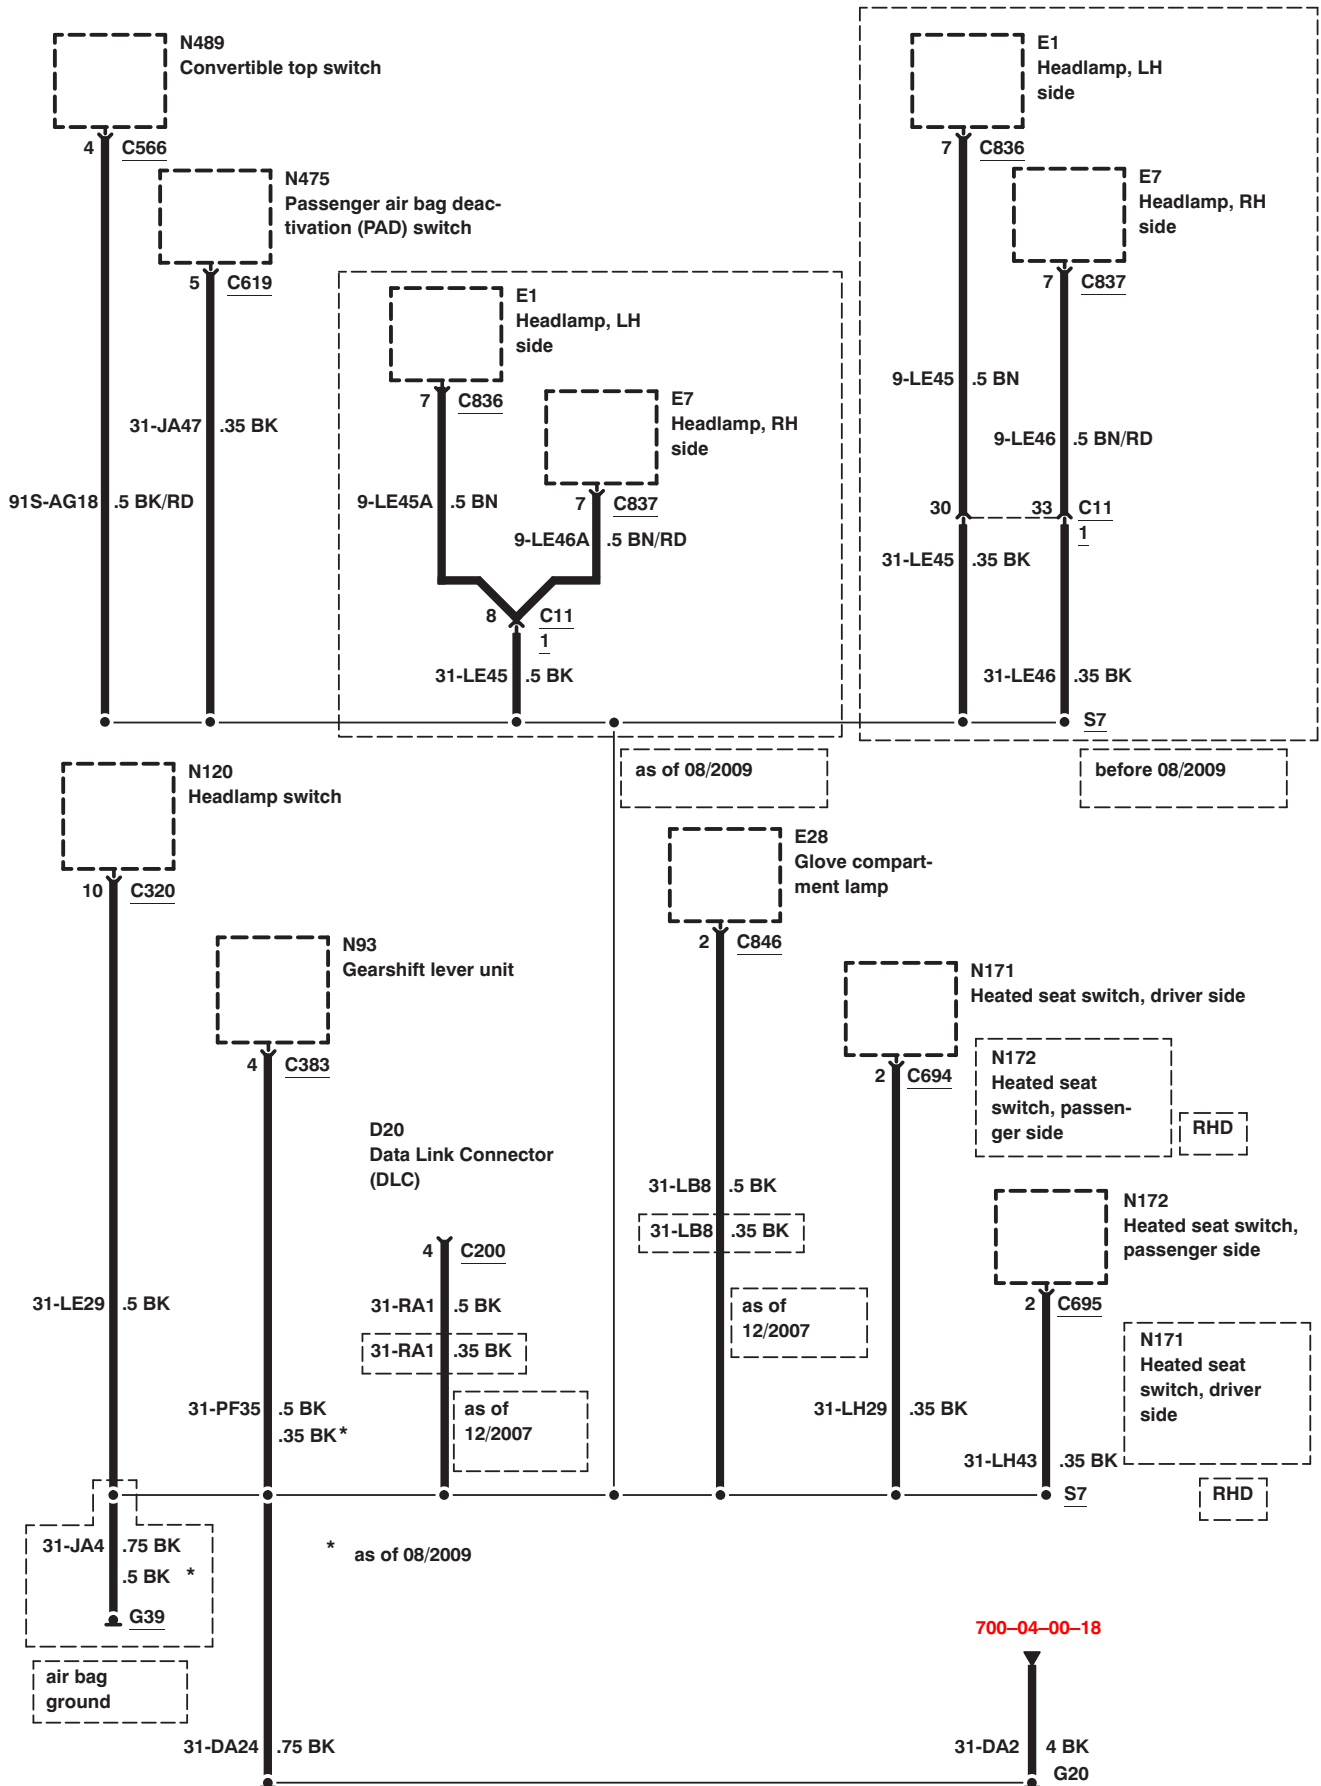 N489
Convertible top switch
4 C566
N475
Passenger air bag deac-
tivation (PAD) switch
5 C619
E1
Headlamp, LH
side
7 C836
E7
Headlamp, RH
side
7 C837
E1
Headlamp, LH
side
7 C836
E7
Headlamp, RH
side
7 C837
9-LE45 .5 BN
9-LE46 .5 BN/RD
31-JA47 .35 BK
91S-AG18 .5 BK/RD
9-LE45A .5 BN
9-LE46A .5 BN/RD
30 33 C11
1
31-LE45 .35 BK
8 C11
1
31-LE45 .5 BK
31-LE46 .35 BK
S7
as of 08/2009
before 08/2009
N120
Headlamp switch
10 C320
E28
Glove compart-
ment lamp
2 C846
N93
Gearshift lever unit
4 C383
N171
Heated seat switch, driver side
2 C694
N172
Heated seat
switch, passen-
ger side
RHD
D20
Data Link Connector
(DLC)
4 C200
31-LB8 .5 BK
31-LB8 .35 BK
N172
Heated seat switch,
passenger side
2 C695
31-LE29 .5 BK
31-RA1 .5 BK
31-RA1 .35 BK
as of
12/2007
N171
Heated seat
switch, driver
side
31-PF35 .5 BK
.35 BK *
as of
12/2007
31-LH29 .35 BK
31-LH43 .35 BK
S7
RHD
31-JA4 .75 BK
.5 BK *
G39
* as of 08/2009
air bag
ground
700–04–00–18
31-DA24 .75 BK
31-DA2 4 BK
G20